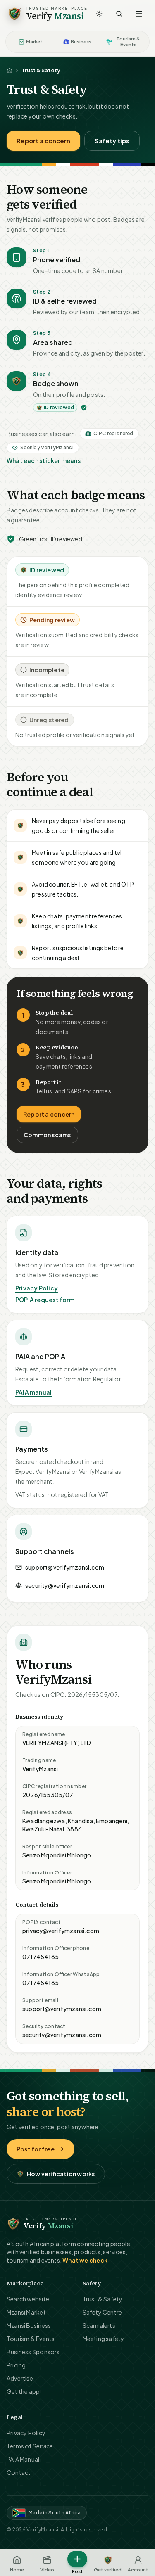 TRUSTED MARKETPLACE
Verify Mzansi
Market
Business
Tourism & Events
Trust & Safety
Trust & Safety
Verification helps reduce risk, but it does not
replace your own checks.
Report a concern
Safety tips
How someone
gets verified
VerifyMzansi verifies people who post. Badges are
signals, not promises.
Step 1
Phone verified
One-time code to an SA number.
Step 2
ID & selfie reviewed
Reviewed by our team, then encrypted.
Step 3
Area shared
Province and city, as given by the poster.
Step 4
Badge shown
On their profile and posts.
ID reviewed
Businesses can also earn:
CIPC registered
Seen by VerifyMzansi
What each sticker means
What each badge means
Badges describe account checks. They are not
a guarantee.
Green tick: ID reviewed
ID reviewed
The person behind this profile completed
identity evidence review.
Pending review
Verification submitted and credibility checks
are in review.
Incomplete
Verification started but trust details
are incomplete.
Unregistered
No trusted profile or verification signals yet.
Before you
continue a deal
Never pay deposits before seeing
goods or confirming the seller.
Meet in safe public places and tell
someone where you are going.
Avoid courier, EFT, e-wallet, and OTP
pressure tactics.
Keep chats, payment references,
listings, and profile links.
Report suspicious listings before
continuing a deal.
If something feels wrong
1
Stop the deal
No more money, codes or
documents.
2
Keep evidence
Save chats, links and
payment references.
3
Report it
Tell us, and SAPS for crimes.
Report a concern
Common scams
Your data, rights
and payments
Identity data
Used only for verification, fraud prevention
and the law. Stored encrypted.
Privacy Policy
POPIA request form
PAIA and POPIA
Request, correct or delete your data.
Escalate to the Information Regulator.
PAIA manual
Payments
Secure hosted checkout in rand.
Expect VerifyMzansi or VerifyMzansi as
the merchant.
VAT status: not registered for VAT
Support channels
support@verifymzansi.com
security@verifymzansi.com
Who runs
VerifyMzansi
Check us on CIPC: 2026/155305/07.
Business identity
Registered name
VERIFYMZANSI (PTY) LTD
Trading name
VerifyMzansi
CIPC registration number
2026/155305/07
Registered address
Kwadlangezwa, Khandisa, Empangeni,
KwaZulu-Natal, 3886
Responsible officer
Senzo Mqondisi Mhlongo
Information Officer
Senzo Mqondisi Mhlongo
Contact details
POPIA contact
privacy@verifymzansi.com
Information Officer phone
0717484185
Information Officer WhatsApp
0717484185
Support email
support@verifymzansi.com
Security contact
security@verifymzansi.com
Got something to sell,
share or host?
Get verified once, post anywhere.
Post for free
How verification works
TRUSTED MARKETPLACE
Verify Mzansi
A South African platform connecting people
with verified businesses, products, services,
tourism and events. What we check
Marketplace
Search website
Mzansi Market
Mzansi Business
Tourism & Events
Business Sponsors
Pricing
Advertise
Get the app
Safety
Trust & Safety
Safety Centre
Scam alerts
Meeting safety
Legal
Privacy Policy
Terms of Service
PAIA Manual
Contact
Made in South Africa
© 2026 VerifyMzansi. All rights reserved.
Home
Video
Post
Get verified
Account